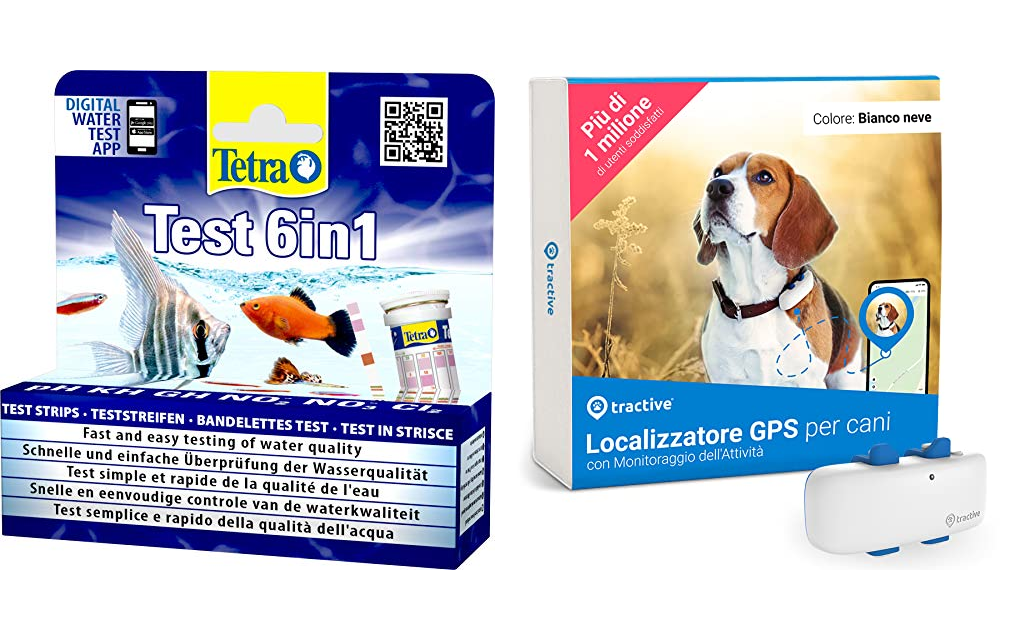 DIGITAL
WATER
TEST
APP
Tetra
Test 6in1
Tetra
pH KH GH NO₂⁻ NO₃⁻ Cl₂
TEST STRIPS · TESTSTREIFEN · BANDELETTES TEST · TEST IN STRISCE
Fast and easy testing of water quality
Schnelle und einfache Überprüfung der Wasserqualität
Test simple et rapide de la qualité de l'eau
Snelle en eenvoudige controle van de waterkwaliteit
Test semplice e rapido della qualità dell'acqua
Più di
1 milione
di utenti soddisfatti
Colore: Bianco neve
tractive
tractive
Localizzatore GPS per cani
con Monitoraggio dell'Attività
tractive